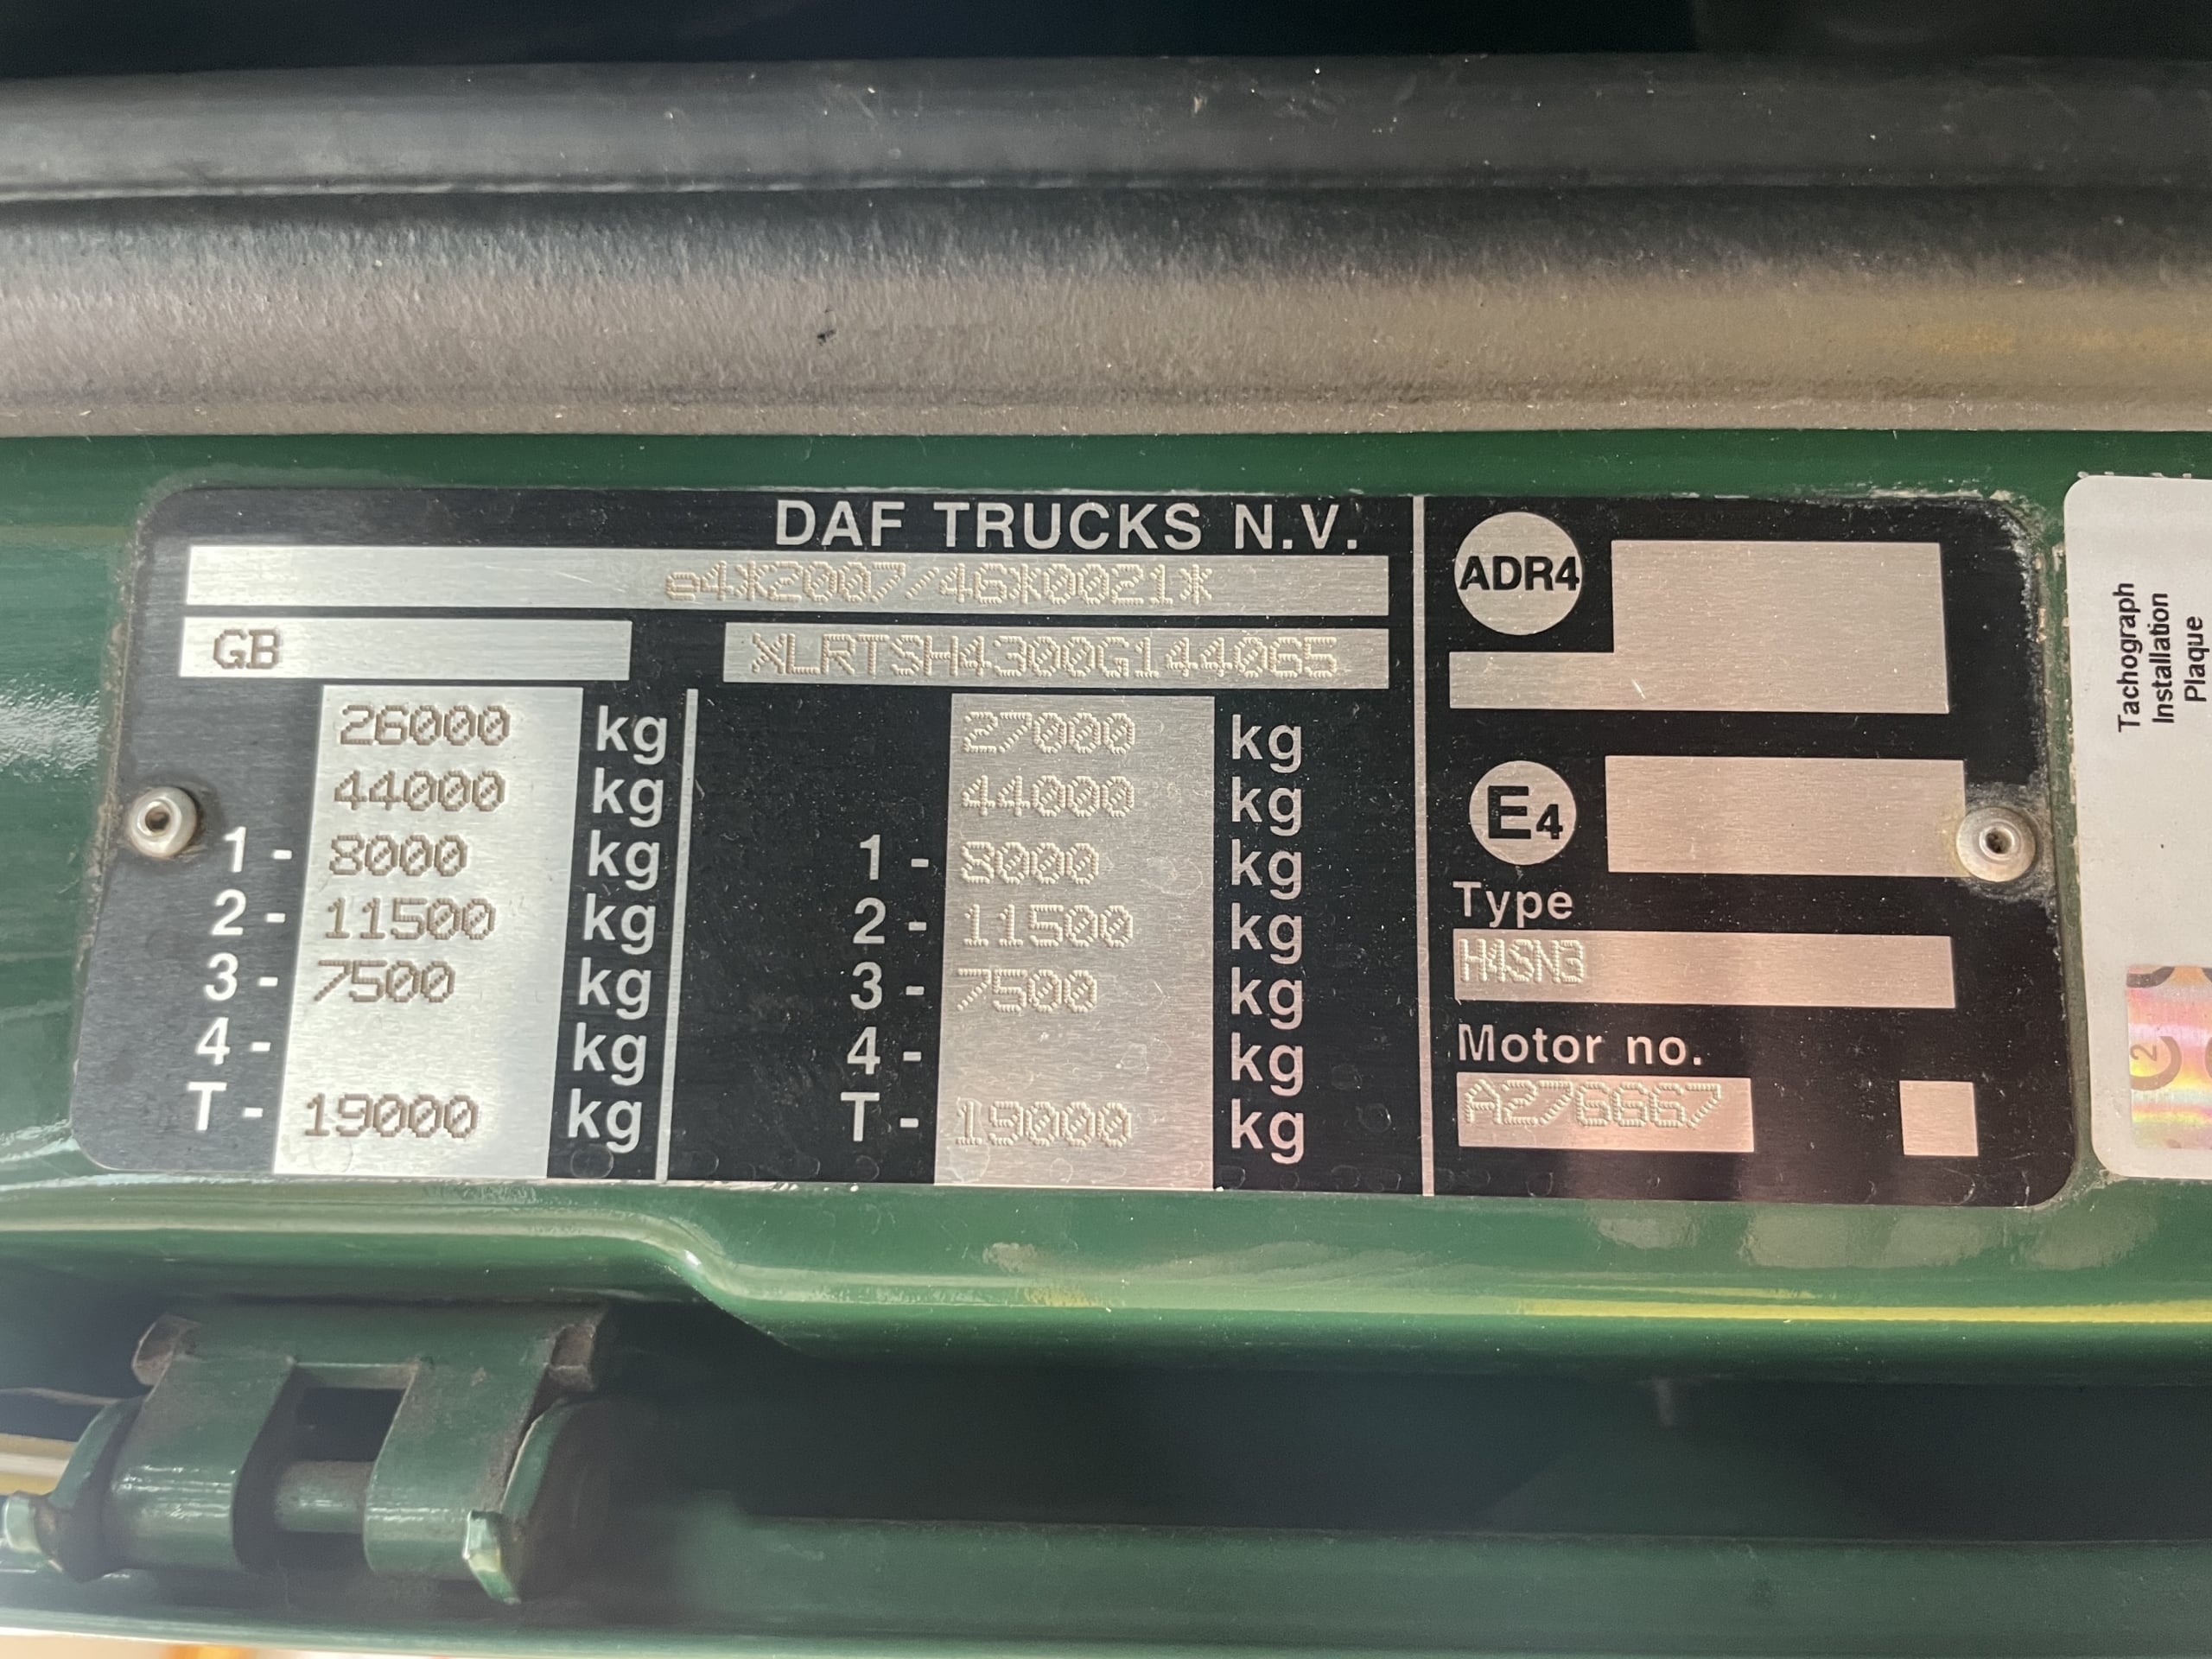 DAF TRUCKS N.V.
e4*2007/46*0021*
GB XLRTSH4300G144065
26000 kg 27000 kg
44000 kg 44000 kg
1 - 8000 kg 1 - 8000 kg
2 - 11500 kg 2 - 11500 kg
3 - 7500 kg 3 - 7500 kg
4 - kg 4 - kg
T - 19000 kg T - 19000 kg
ADR4
E4
Type
H4SN3
Motor no.
A276667
Tachograph
Installation
Plaque
2